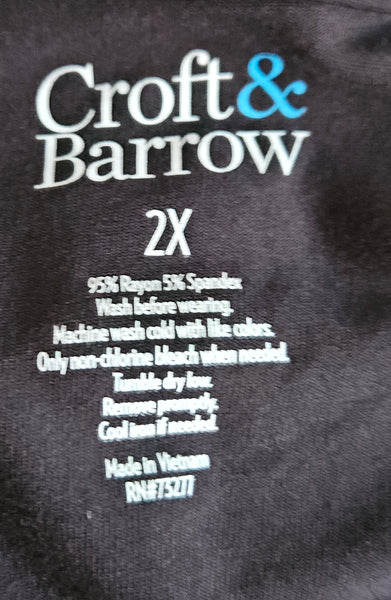 Croft&
Barrow
2X
95% Rayon 5% Spandex
Wash before wearing.
Machine wash cold with like colors.
Only non-chlorine bleach when needed.
Tumble dry low.
Remove promptly.
Cool iron if needed.
Made in Vietnam
RN#75277